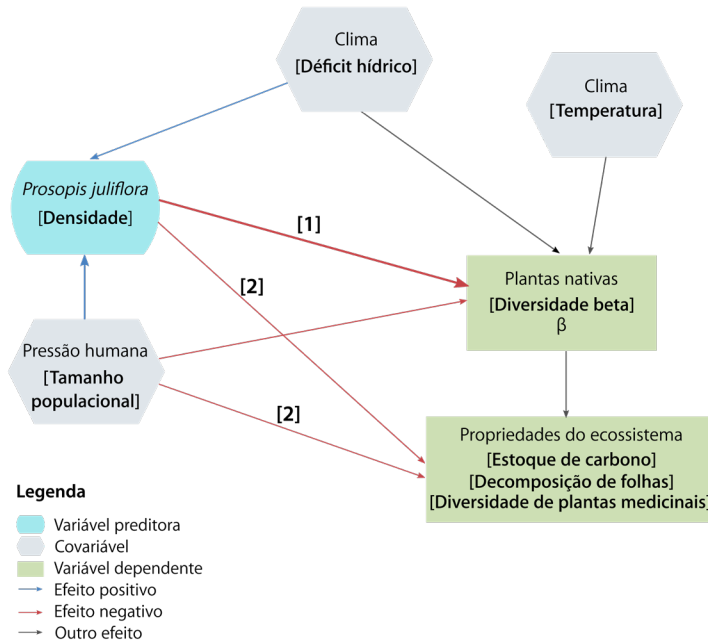 Clima
[Déficit hídrico]
Clima
[Temperatura]
Prosopis juliflora
[Densidade]
[1]
[2]
Plantas nativas
[Diversidade beta]
β
Pressão humana
[Tamanho
populacional]
[2]
Propriedades do ecossistema
[Estoque de carbono]
[Decomposição de folhas]
[Diversidade de plantas medicinais]
Legenda
Variável preditora
Covariável
Variável dependente
Efeito positivo
Efeito negativo
Outro efeito